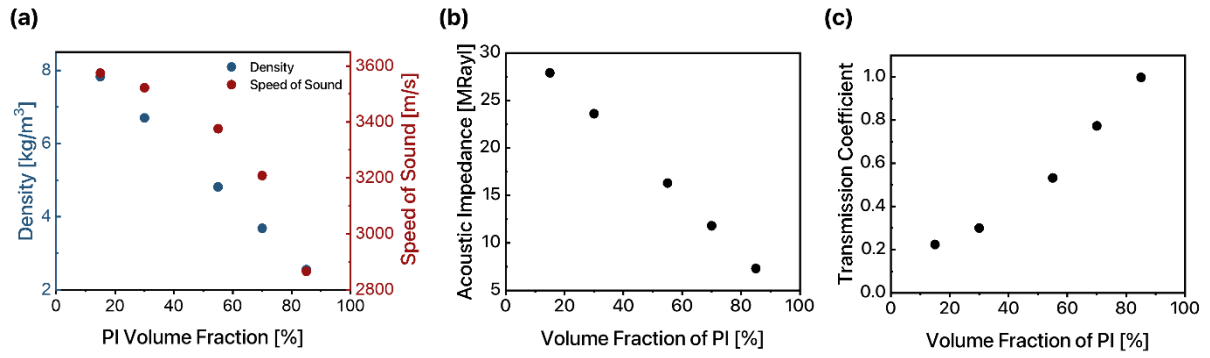 (a)
Density [kg/m³]
8
6
4
2
Density
Speed of Sound
3600
3400
3200
3000
2800
Speed of Sound [m/s]
0 20 40 60 80 100
PI Volume Fraction [%]
(b)
Acoustic Impedance [MRayl]
30
25
20
15
10
5
0 20 40 60 80 100
Volume Fraction of PI [%]
(c)
Transmission Coefficient
1.0
0.8
0.6
0.4
0.2
0.0
0 20 40 60 80 100
Volume Fraction of PI [%]